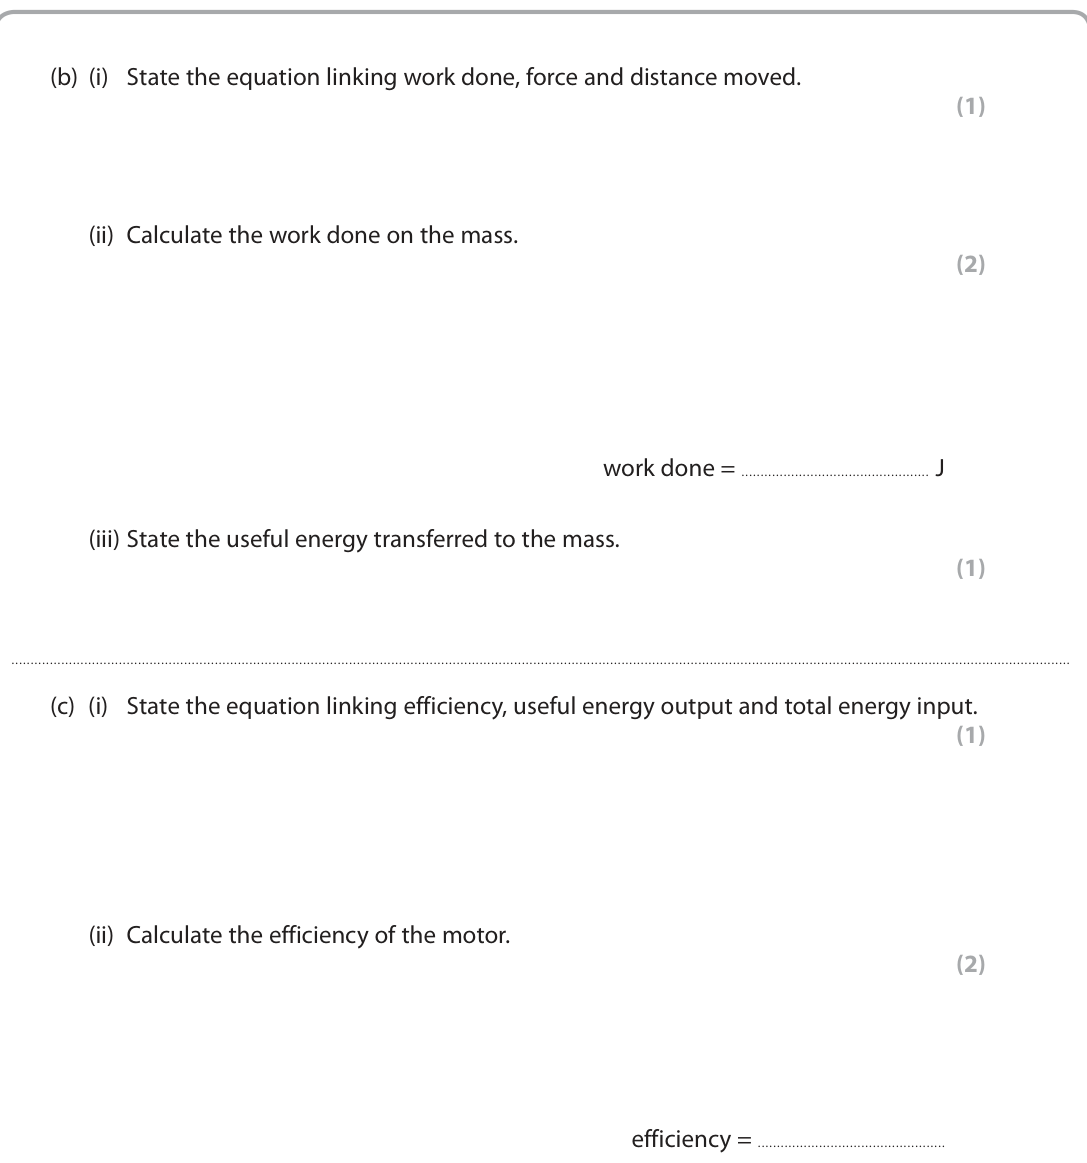 (b) (i) State the equation linking work done, force and distance moved.
(1)
(ii) Calculate the work done on the mass.
(2)
work done = ................................................ J
(iii) State the useful energy transferred to the mass.
(1)
(c) (i) State the equation linking efficiency, useful energy output and total energy input.
(1)
(ii) Calculate the efficiency of the motor.
(2)
efficiency = ................................................